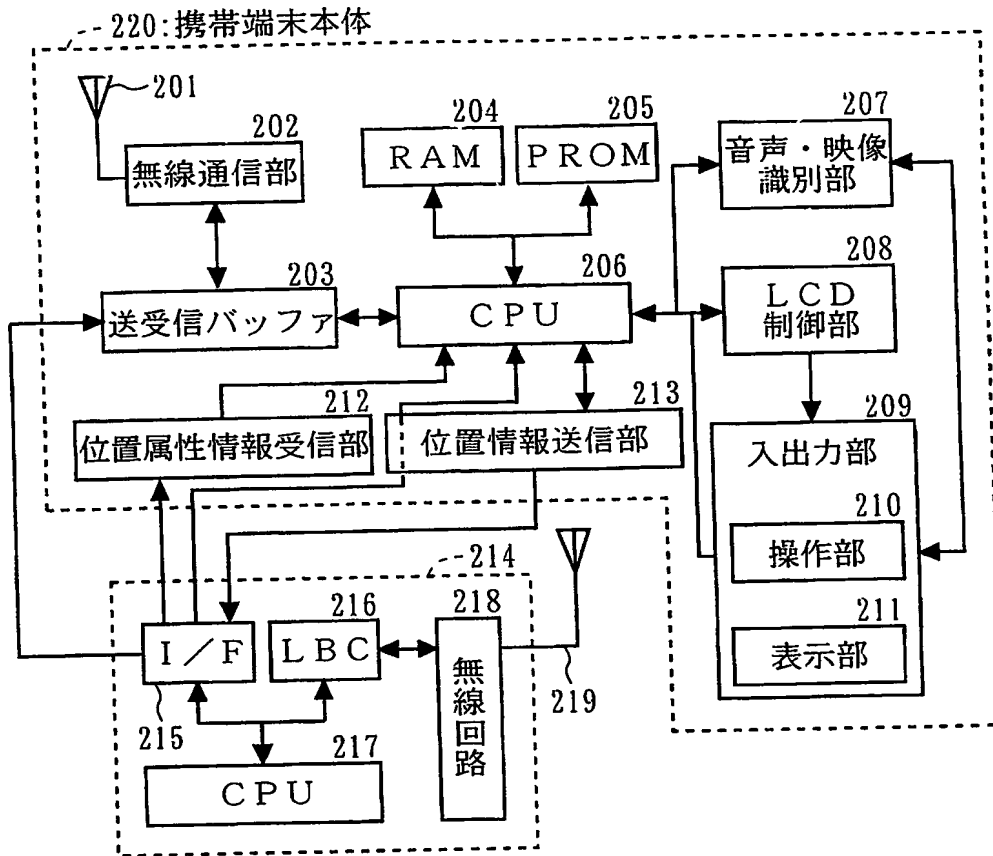 220:携帯端末本体
201
202
無線通信部
203
送受信バッファ
204
RAM
205
PROM
206
CPU
207
音声・映像
識別部
208
LCD
制御部
209
入出力部
210
操作部
211
表示部
212
位置属性情報受信部
213
位置情報送信部
214
I/F
215
216
LBC
217
CPU
218
無線回路
219